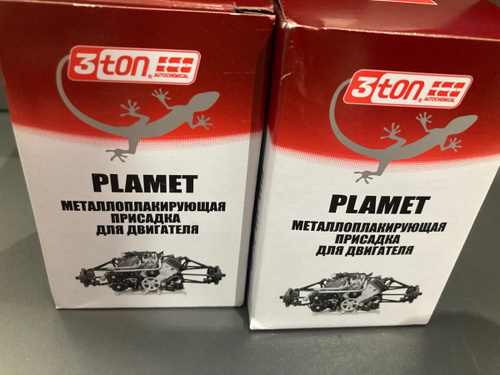 3ton
AUTOCHEMICAL
PLAMET
МЕТАЛЛОПЛАКИРУЮЩАЯ
ПРИСАДКА
ДЛЯ ДВИГАТЕЛЯ
3ton
AUTOCHEMICAL
PLAMET
МЕТАЛЛОПЛАКИРУЮЩАЯ
ПРИСАДКА
ДЛЯ ДВИГАТЕЛЯ